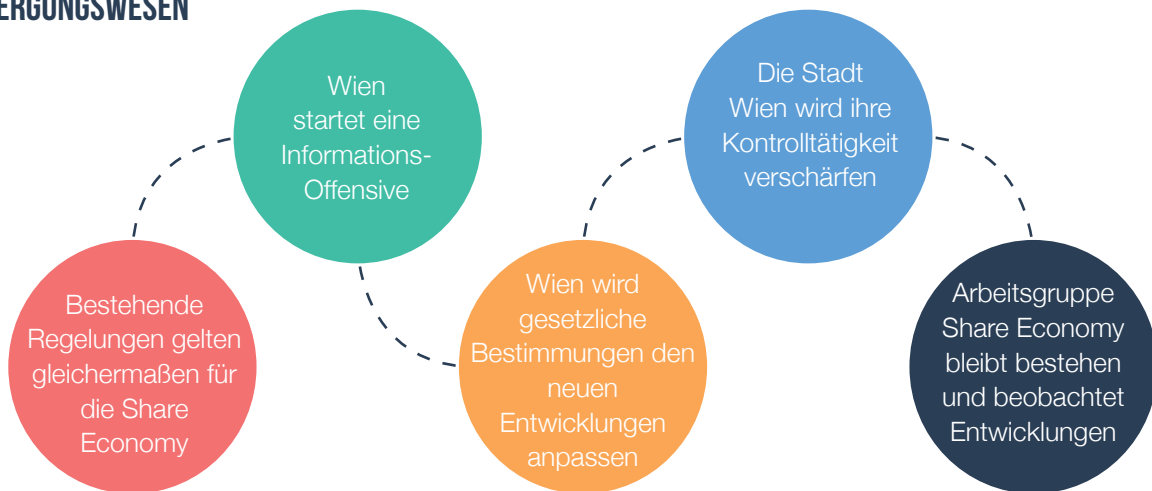 ERGUNGSWESEN
Bestehende
Regelungen gelten
gleichermaßen für
die Share
Economy
Wien
startet eine
Informations-
Offensive
Wien wird
gesetzliche
Bestimmungen den
neuen
Entwicklungen
anpassen
Die Stadt
Wien wird ihre
Kontrolltätigkeit
verschärfen
Arbeitsgruppe
Share Economy
bleibt bestehen
und beobachtet
Entwicklungen